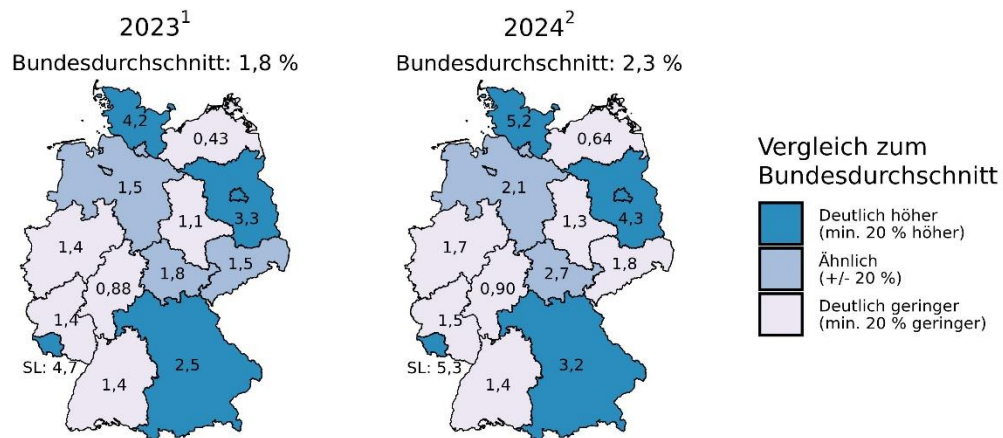 2023¹
Bundesdurchschnitt: 1,8 %
4,2
0,43
1,5
3,3
1,1
1,4
1,5
1,8
0,88
1,4
SL: 4,7
2,5
1,4
2024²
Bundesdurchschnitt: 2,3 %
5,2
0,64
2,1
4,3
1,3
1,7
1,8
2,7
0,90
1,5
SL: 5,3
3,2
1,4
Vergleich zum
Bundesdurchschnitt
Deutlich höher
(min. 20 % höher)
Ähnlich
(+/- 20 %)
Deutlich geringer
(min. 20 % geringer)